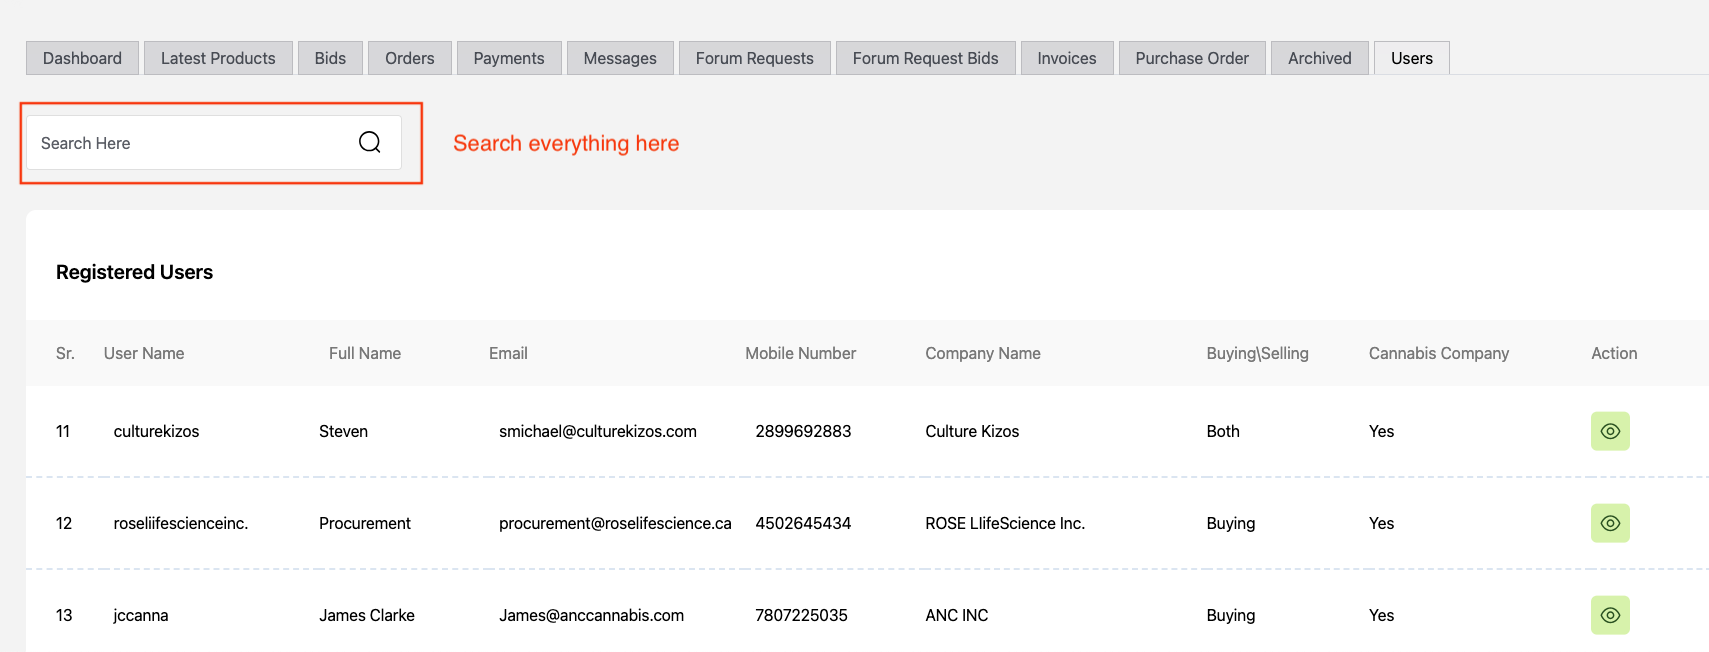 Dashboard Latest Products Bids Orders Payments Messages Forum Requests Forum Request Bids Invoices Purchase Order Archived Users
Search Here Search everything here
Registered Users
Sr. User Name Full Name Email Mobile Number Company Name Buying\Selling Cannabis Company Action
11 culturekizos Steven smichael@culturekizos.com 2899692883 Culture Kizos Both Yes
12 roseliifescienceinc. Procurement procurement@roselifescience.ca 4502645434 ROSE LlifeScience Inc. Buying Yes
13 jccanna James Clarke James@anccannabis.com 7807225035 ANC INC Buying Yes